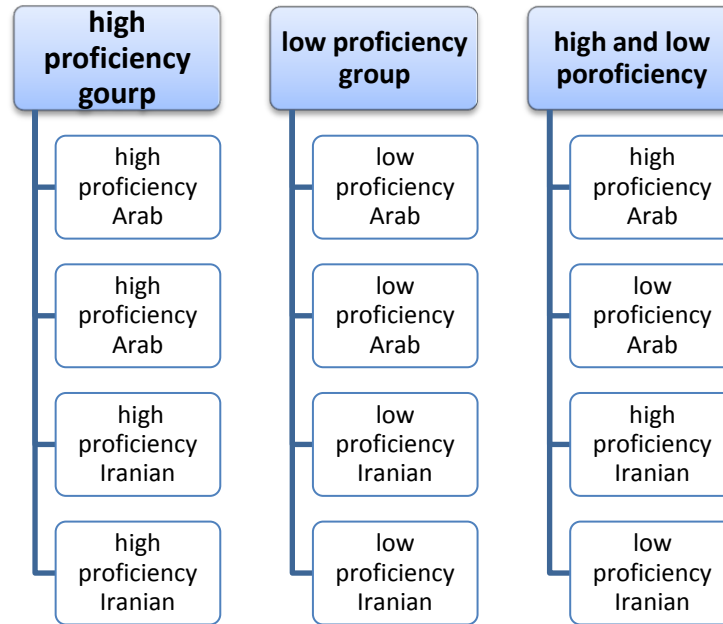 high
proficiency
gourp
high
proficiency
Arab
high
proficiency
Arab
high
proficiency
Iranian
high
proficiency
Iranian
low proficiency
group
low
proficiency
Arab
low
proficiency
Arab
low
proficiency
Iranian
low
proficiency
Iranian
high and low
poroficiency
high
proficiency
Arab
low
proficiency
Arab
high
proficiency
Iranian
low
proficiency
Iranian